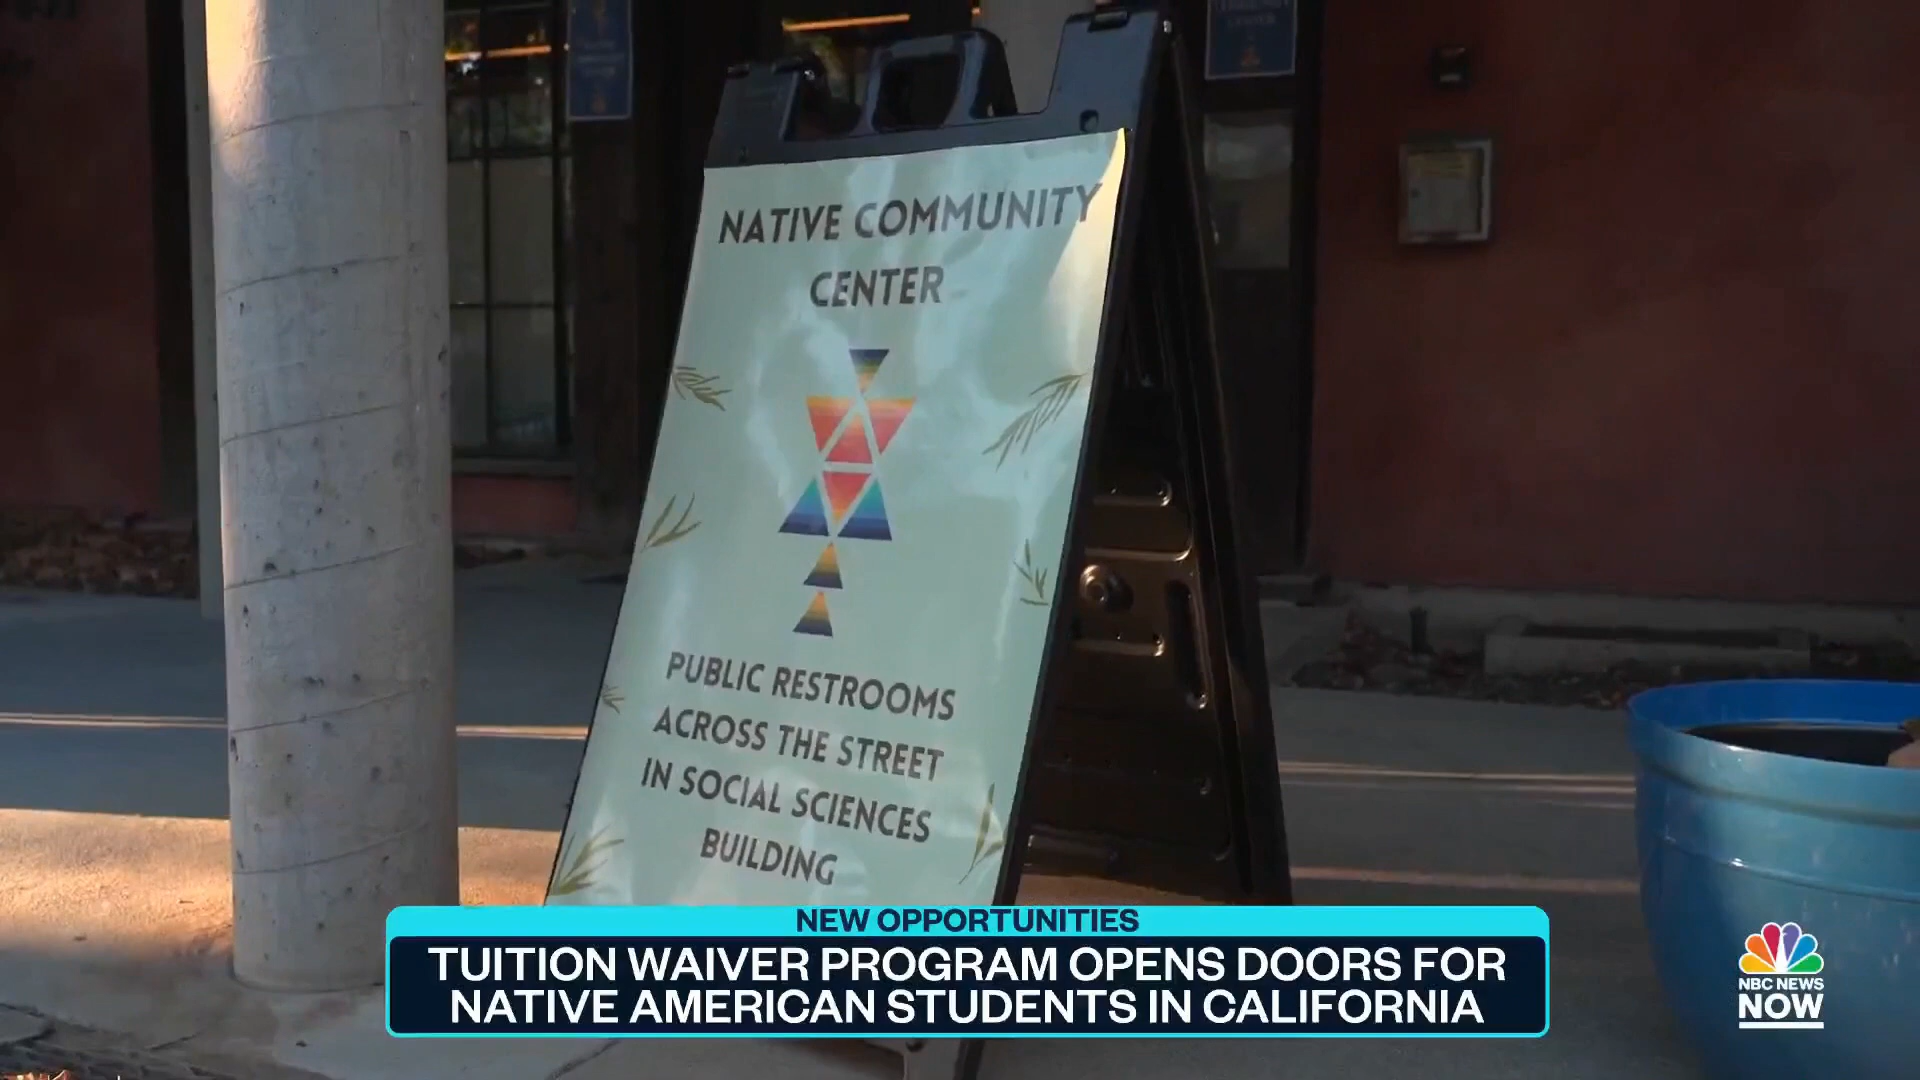 NATIVE COMMUNITY
CENTER
PUBLIC RESTROOMS
ACROSS THE STREET
IN SOCIAL SCIENCES
BUILDING
NEW OPPORTUNITIES
TUITION WAIVER PROGRAM OPENS DOORS FOR
NATIVE AMERICAN STUDENTS IN CALIFORNIA
NBC NEWS
NOW